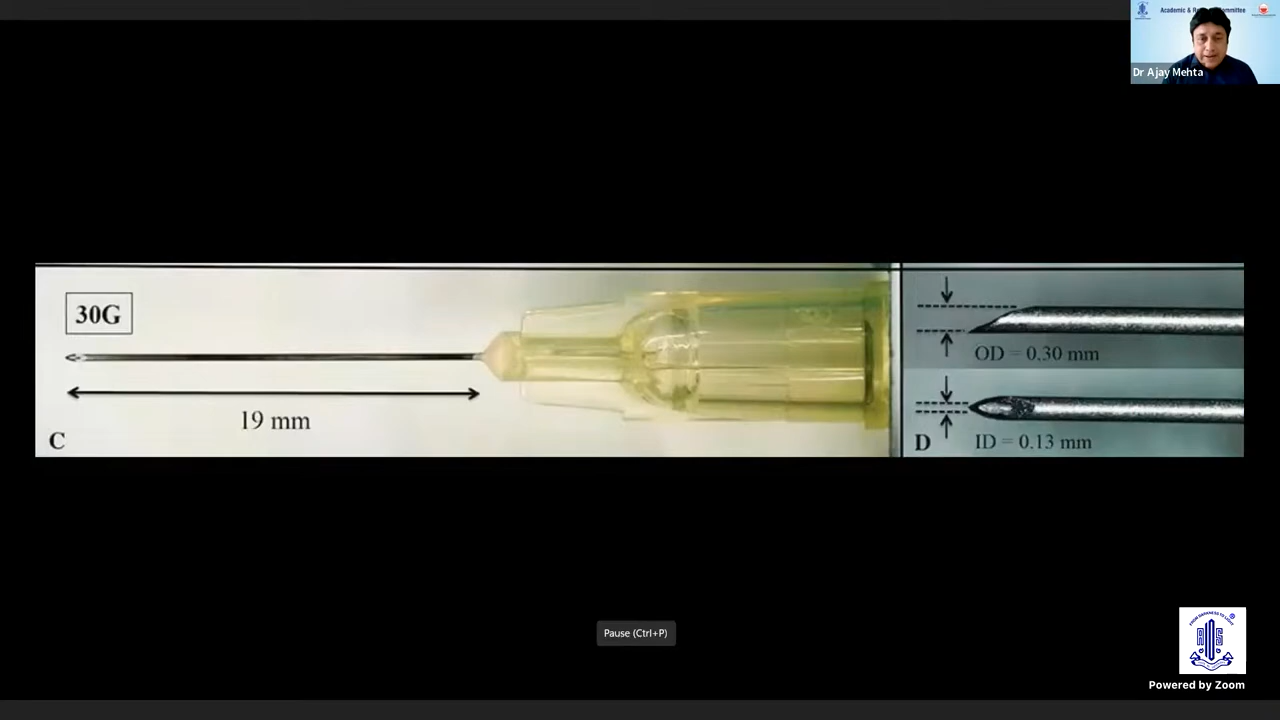 Academic & R
mmittee
Dr Ajay Mehta
30G
19 mm
C
OD = 0.30 mm
D
ID = 0.13 mm
Pause (Ctrl+P)
Powered by Zoom